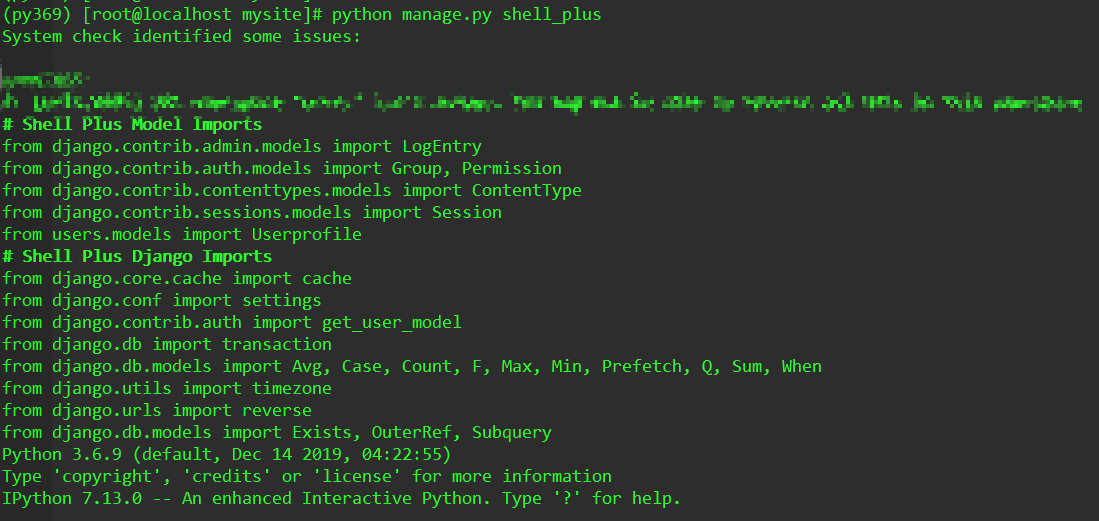 (py369) [root@localhost mysite]# python manage.py shell_plus
System check identified some issues:
# Shell Plus Model Imports
from django.contrib.admin.models import LogEntry
from django.contrib.auth.models import Group, Permission
from django.contrib.contenttypes.models import ContentType
from django.contrib.sessions.models import Session
from users.models import Userprofile
# Shell Plus Django Imports
from django.core.cache import cache
from django.conf import settings
from django.contrib.auth import get_user_model
from django.db import transaction
from django.db.models import Avg, Case, Count, F, Max, Min, Prefetch, Q, Sum, When
from django.utils import timezone
from django.urls import reverse
from django.db.models import Exists, OuterRef, Subquery
Python 3.6.9 (default, Dec 14 2019, 04:22:55)
Type 'copyright', 'credits' or 'license' for more information
IPython 7.13.0 -- An enhanced Interactive Python. Type '?' for help.